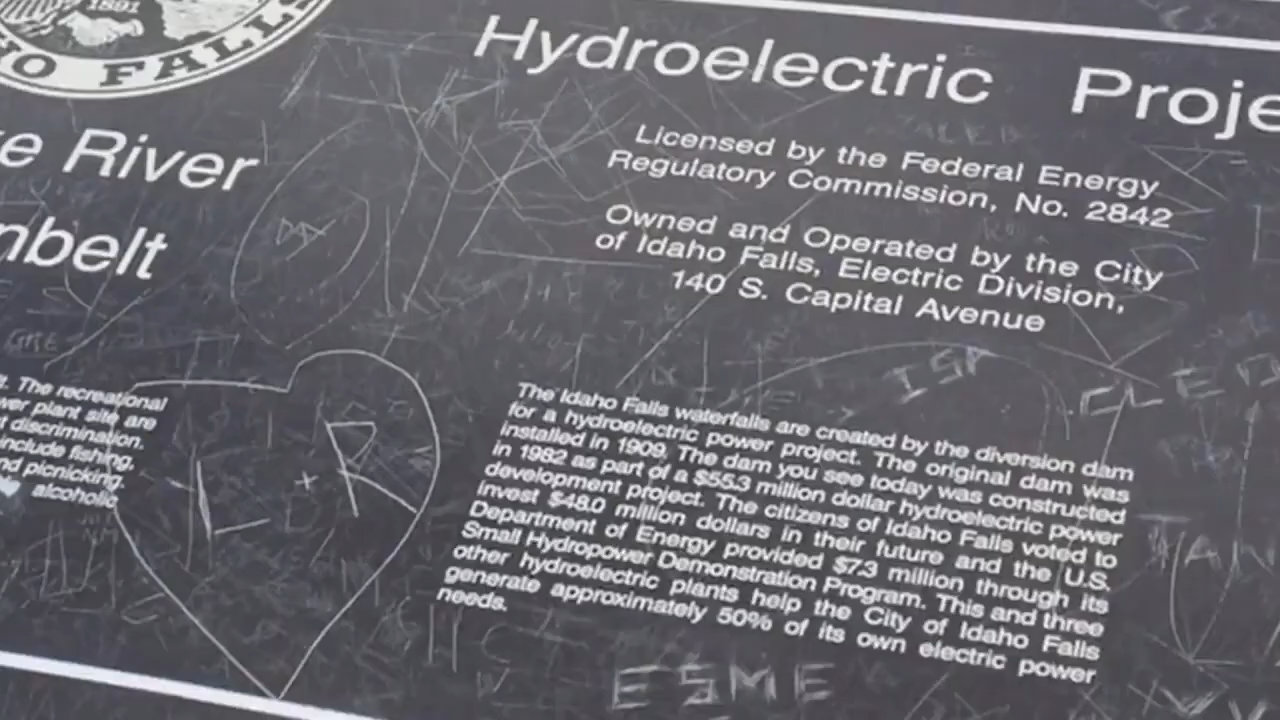 1891
O FALLS
e River
nbelt
. The recreational
wer plant site are
t discrimination.
include fishing,
nd picnicking.
alcoholic
GRE
L + R
Hydroelectric Proje
Licensed by the Federal Energy
Regulatory Commission, No. 2842
Owned and Operated by the City
of Idaho Falls, Electric Division,
140 S. Capital Avenue
The Idaho Falls waterfalls are created by the diversion dam
for a hydroelectric power project. The original dam was
installed in 1909. The dam you see today was constructed
in 1982 as part of a $55.3 million dollar hydroelectric power
development project. The citizens of Idaho Falls voted to
invest $48.0 million dollars in their future and the U.S.
Department of Energy provided $7.3 million through its
Small Hydropower Demonstration Program. This and three
other hydroelectric plants help the City of Idaho Falls
generate approximately 50% of its own electric power
needs.
ESME